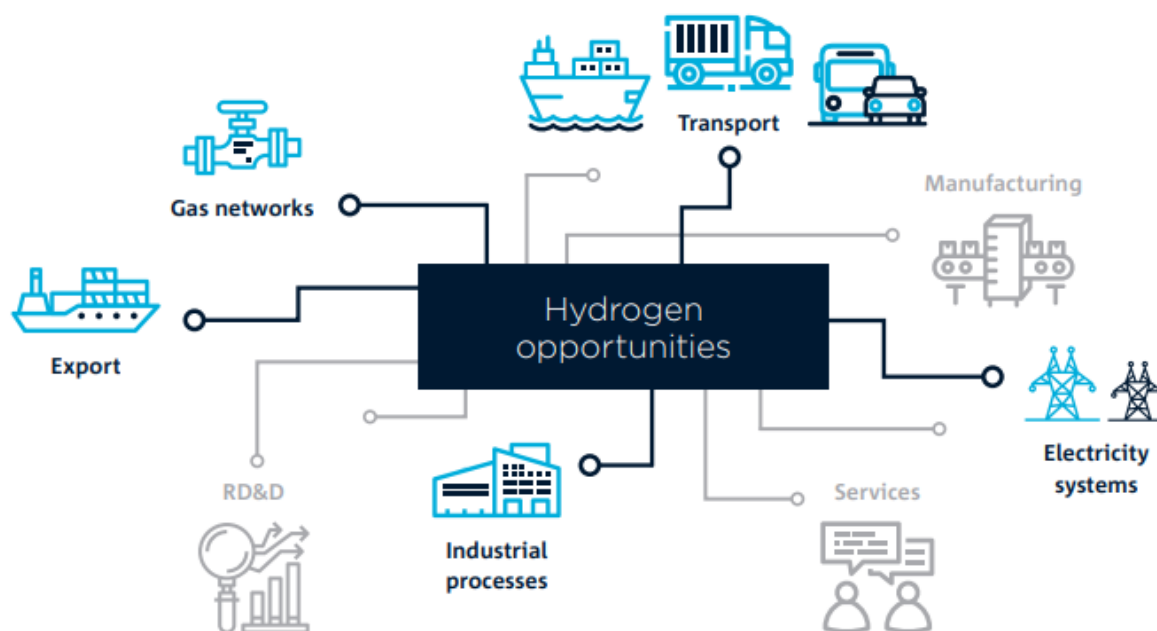 Transport
Manufacturing
Gas networks
Hydrogen
opportunities
Export
Electricity
systems
RD&D
Services
Industrial
processes